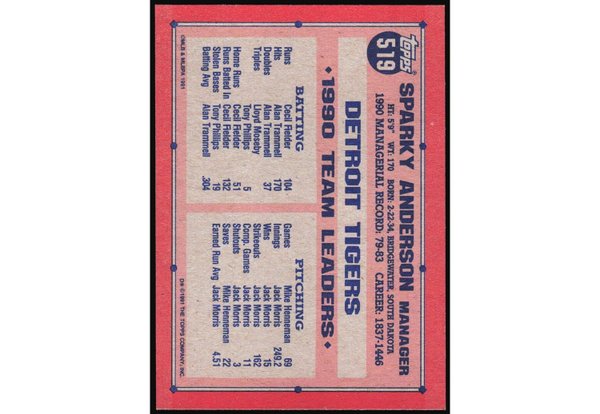 Topps
519
SPARKY ANDERSON MANAGER
HT: 5'9" WT: 170 BORN: 2-22-34, BRIDGEWATER, SOUTH DAKOTA
1990 MANAGERIAL RECORD: 79-83 CAREER: 1837-1446
DETROIT TIGERS
♦ 1990 TEAM LEADERS ♦
BATTING
Runs Cecil Fielder 104
Hits Alan Trammell 170
Doubles Alan Trammell 37
Triples Lloyd Moseby
Tony Phillips 5
Home Runs Cecil Fielder 51
Runs Batted In Cecil Fielder 132
Stolen Bases Tony Phillips 19
Batting Avg Alan Trammell .304
PITCHING
Games Mike Henneman 69
Innings Jack Morris 249.2
Wins Jack Morris 15
Strikeouts Jack Morris 162
Comp. Games Jack Morris 11
Shutouts Jack Morris 3
Saves Mike Henneman 22
Earned Run Avg Jack Morris 4.51
©MLB & MLBPA 1991
D*® ©1991 THE TOPPS COMPANY, INC.